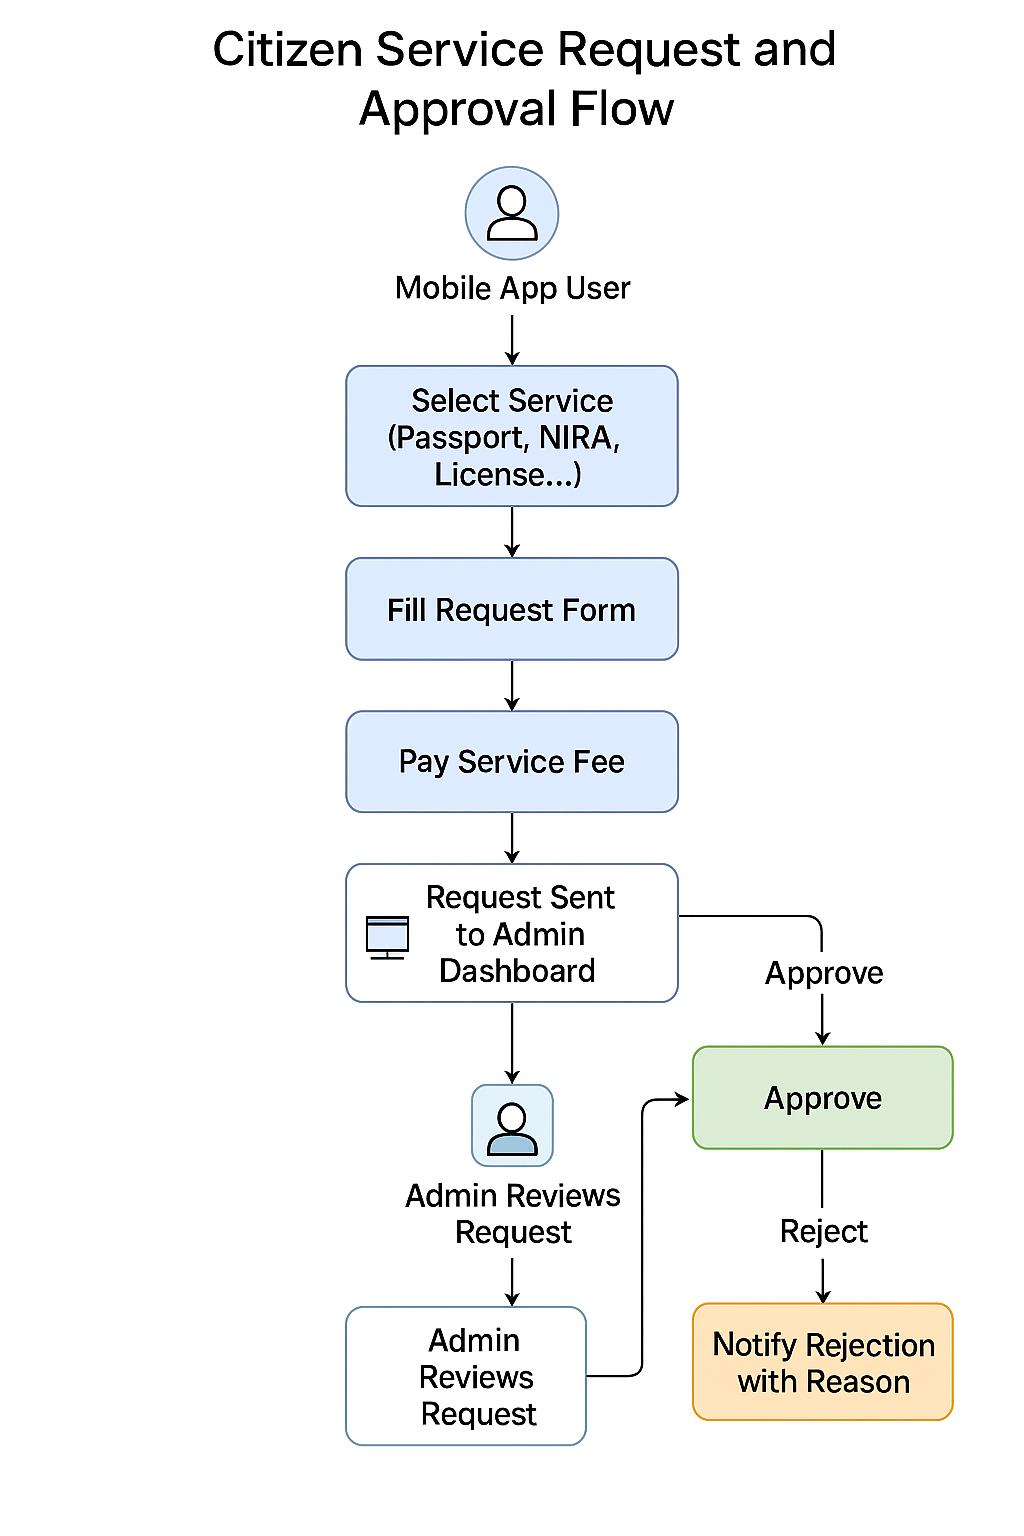 Citizen Service Request and
Approval Flow
Mobile App User
Select Service
(Passport, NIRA,
License...)
Fill Request Form
Pay Service Fee
Request Sent
to Admin
Dashboard
Approve
Approve
Admin Reviews
Request
Reject
Admin
Reviews
Request
Notify Rejection
with Reason